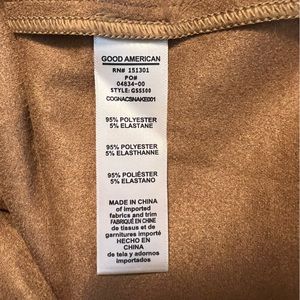 GOOD AMERICAN
RN# 151301
PO#
04834-00
STYLE: GSS500
COGNACSNAKE001
95% POLYESTER
5% ELASTANE
95% POLYESTER
5% ELASTHANNE
95% POLIÉSTER
5% ELASTANO
MADE IN CHINA
of imported
fabrics and trim
FABRIQUÉ EN CHINE
de tissus et de
garnitures importés
HECHO EN
CHINA
de tela y adornos
importados